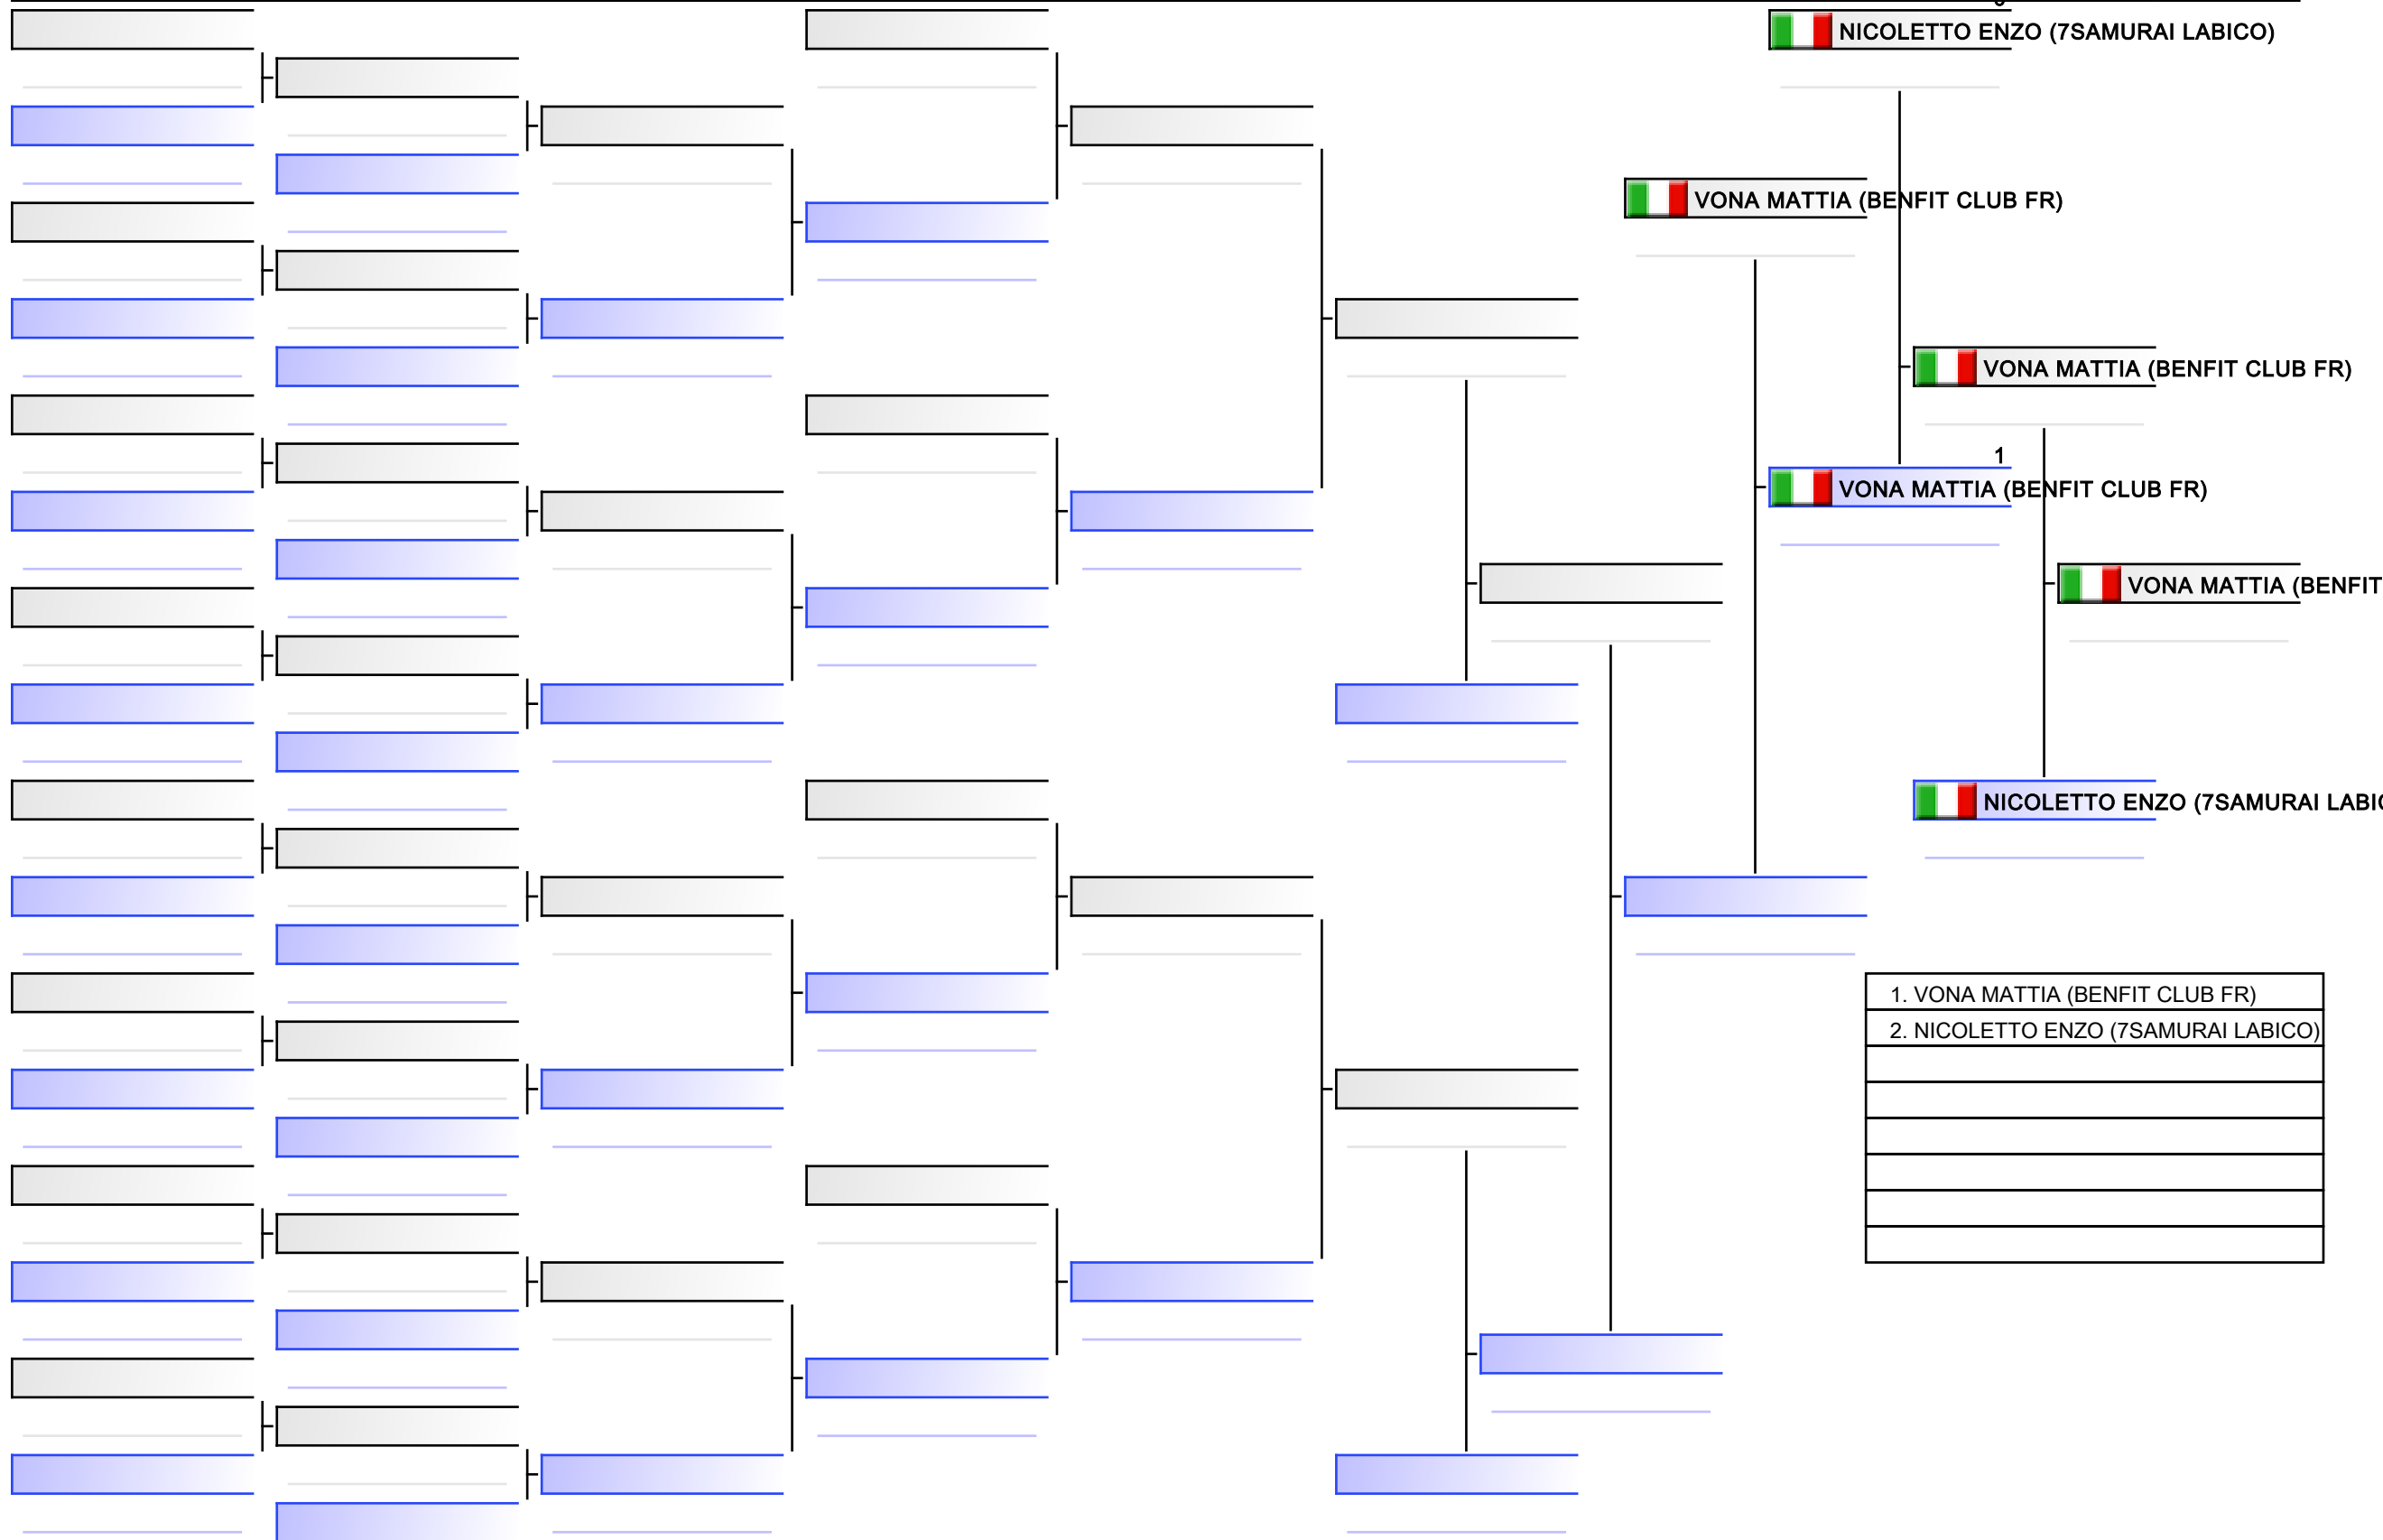 NICOLETTO ENZO (7SAMURAI LABICO)
VONA MATTIA (BENFIT CLUB FR)
VONA MATTIA (BENFIT CLUB FR)
1
VONA MATTIA (BENFIT CLUB FR)
VONA MATTIA (BENFIT
NICOLETTO ENZO (7SAMURAI
1. VONA MATTIA (BENFIT CLUB FR)
2. NICOLETTO ENZO (7SAMURAI LABICO)